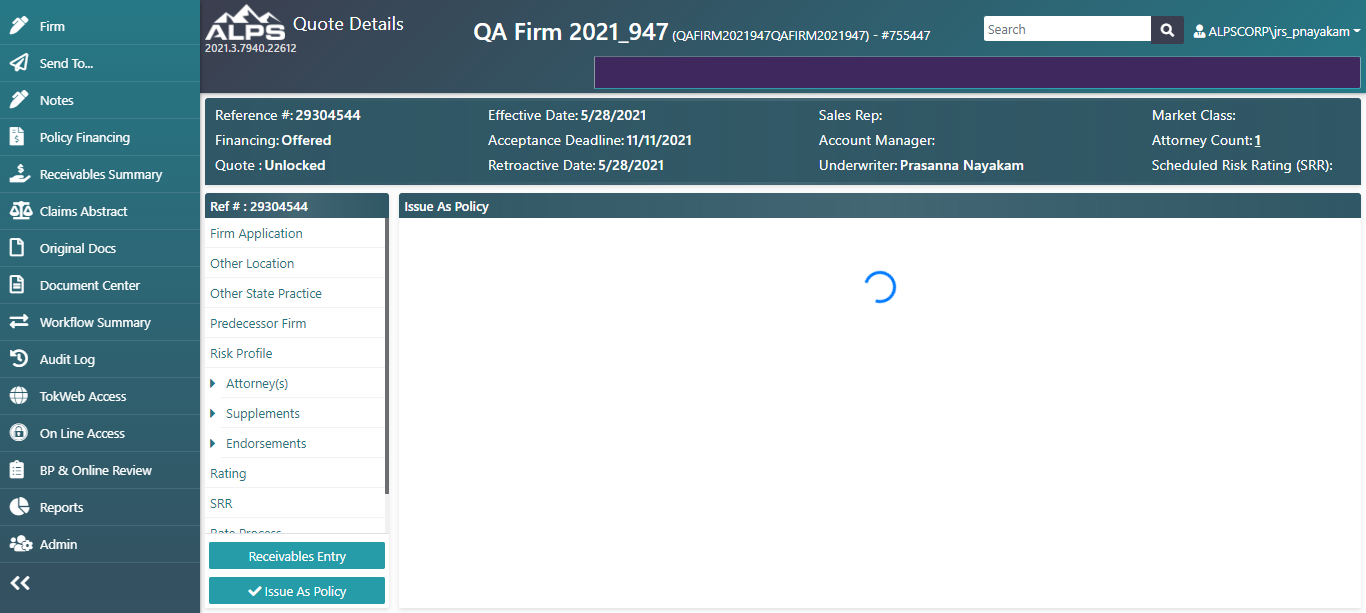 Firm
Send To...
Notes
Policy Financing
Receivables Summary
Claims Abstract
Original Docs
Document Center
Workflow Summary
Audit Log
TokWeb Access
On Line Access
BP & Online Review
Reports
Admin
ALPS
2021.3.7940.22612
Quote Details
QA Firm 2021_947 (QAFIRM2021947QAFIRM2021947) - #755447
Search
ALPSCORP\jrs_pnayakam
Reference #: 29304544
Financing: Offered
Quote : Unlocked
Effective Date: 5/28/2021
Acceptance Deadline: 11/11/2021
Retroactive Date: 5/28/2021
Sales Rep:
Account Manager:
Underwriter: Prasanna Nayakam
Market Class:
Attorney Count: 1
Scheduled Risk Rating (SRR):
Ref # : 29304544
Firm Application
Other Location
Other State Practice
Predecessor Firm
Risk Profile
Attorney(s)
Supplements
Endorsements
Rating
SRR
Rate Process
Receivables Entry
Issue As Policy
Issue As Policy